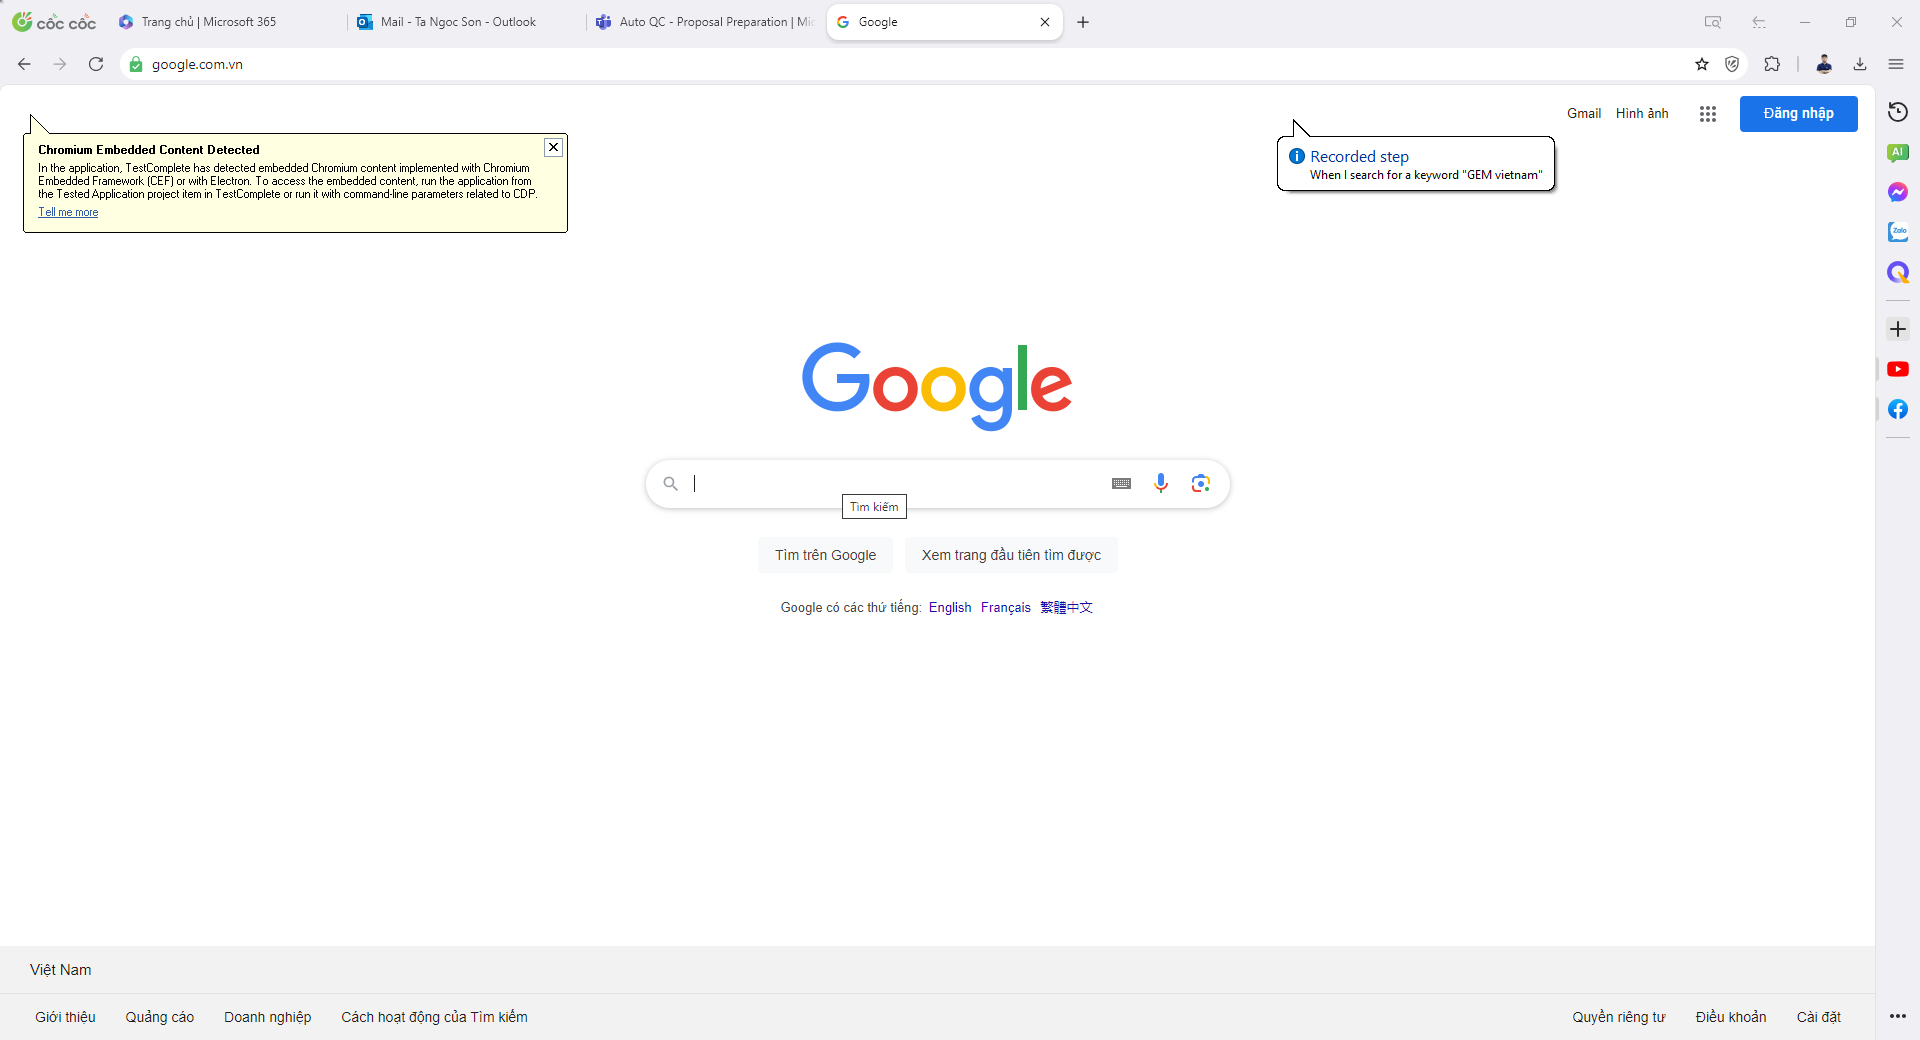 cốc cốc
Trang chủ | Microsoft 365
Mail - Ta Ngoc Son - Outlook
Auto QC - Proposal Preparation | Mic
Google
google.com.vn
Gmail
Hình ảnh
Đăng nhập
Chromium Embedded Content Detected
In the application, TestComplete has detected embedded Chromium content implemented with Chromium
Embedded Framework (CEF) or with Electron. To access the embedded content, run the application from
the Tested Application project item in TestComplete or run it with command-line parameters related to CDP.
Tell me more
Recorded step
When I search for a keyword "GEM vietnam"
AI
Zalo
Google
Tìm kiếm
Tìm trên Google
Xem trang đầu tiên tìm được
Google có các thứ tiếng: English Français 繁體中文
Việt Nam
Giới thiệu
Quảng cáo
Doanh nghiệp
Cách hoạt động của Tìm kiếm
Quyền riêng tư
Điều khoản
Cài đặt